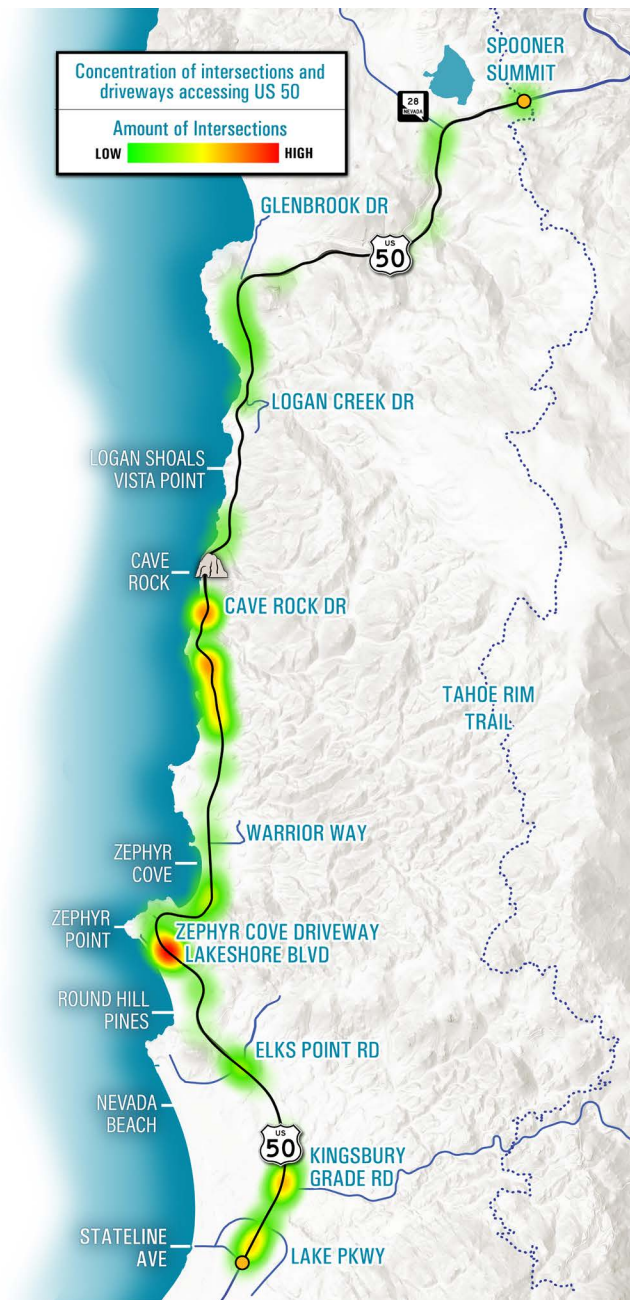 Concentration of intersections and
driveways accessing US 50
Amount of Intersections
LOW HIGH
SPOONER
SUMMIT
28
NEVADA
GLENBROOK DR
US
50
LOGAN CREEK DR
LOGAN SHOALS
VISTA POINT
CAVE
ROCK
CAVE ROCK DR
TAHOE RIM
TRAIL
WARRIOR WAY
ZEPHYR
COVE
ZEPHYR
POINT
ZEPHYR COVE DRIVEWAY
LAKESHORE BLVD
ROUND HILL
PINES
ELKS POINT RD
NEVADA
BEACH
US
50
KINGSBURY
GRADE RD
STATELINE
AVE
LAKE PKWY